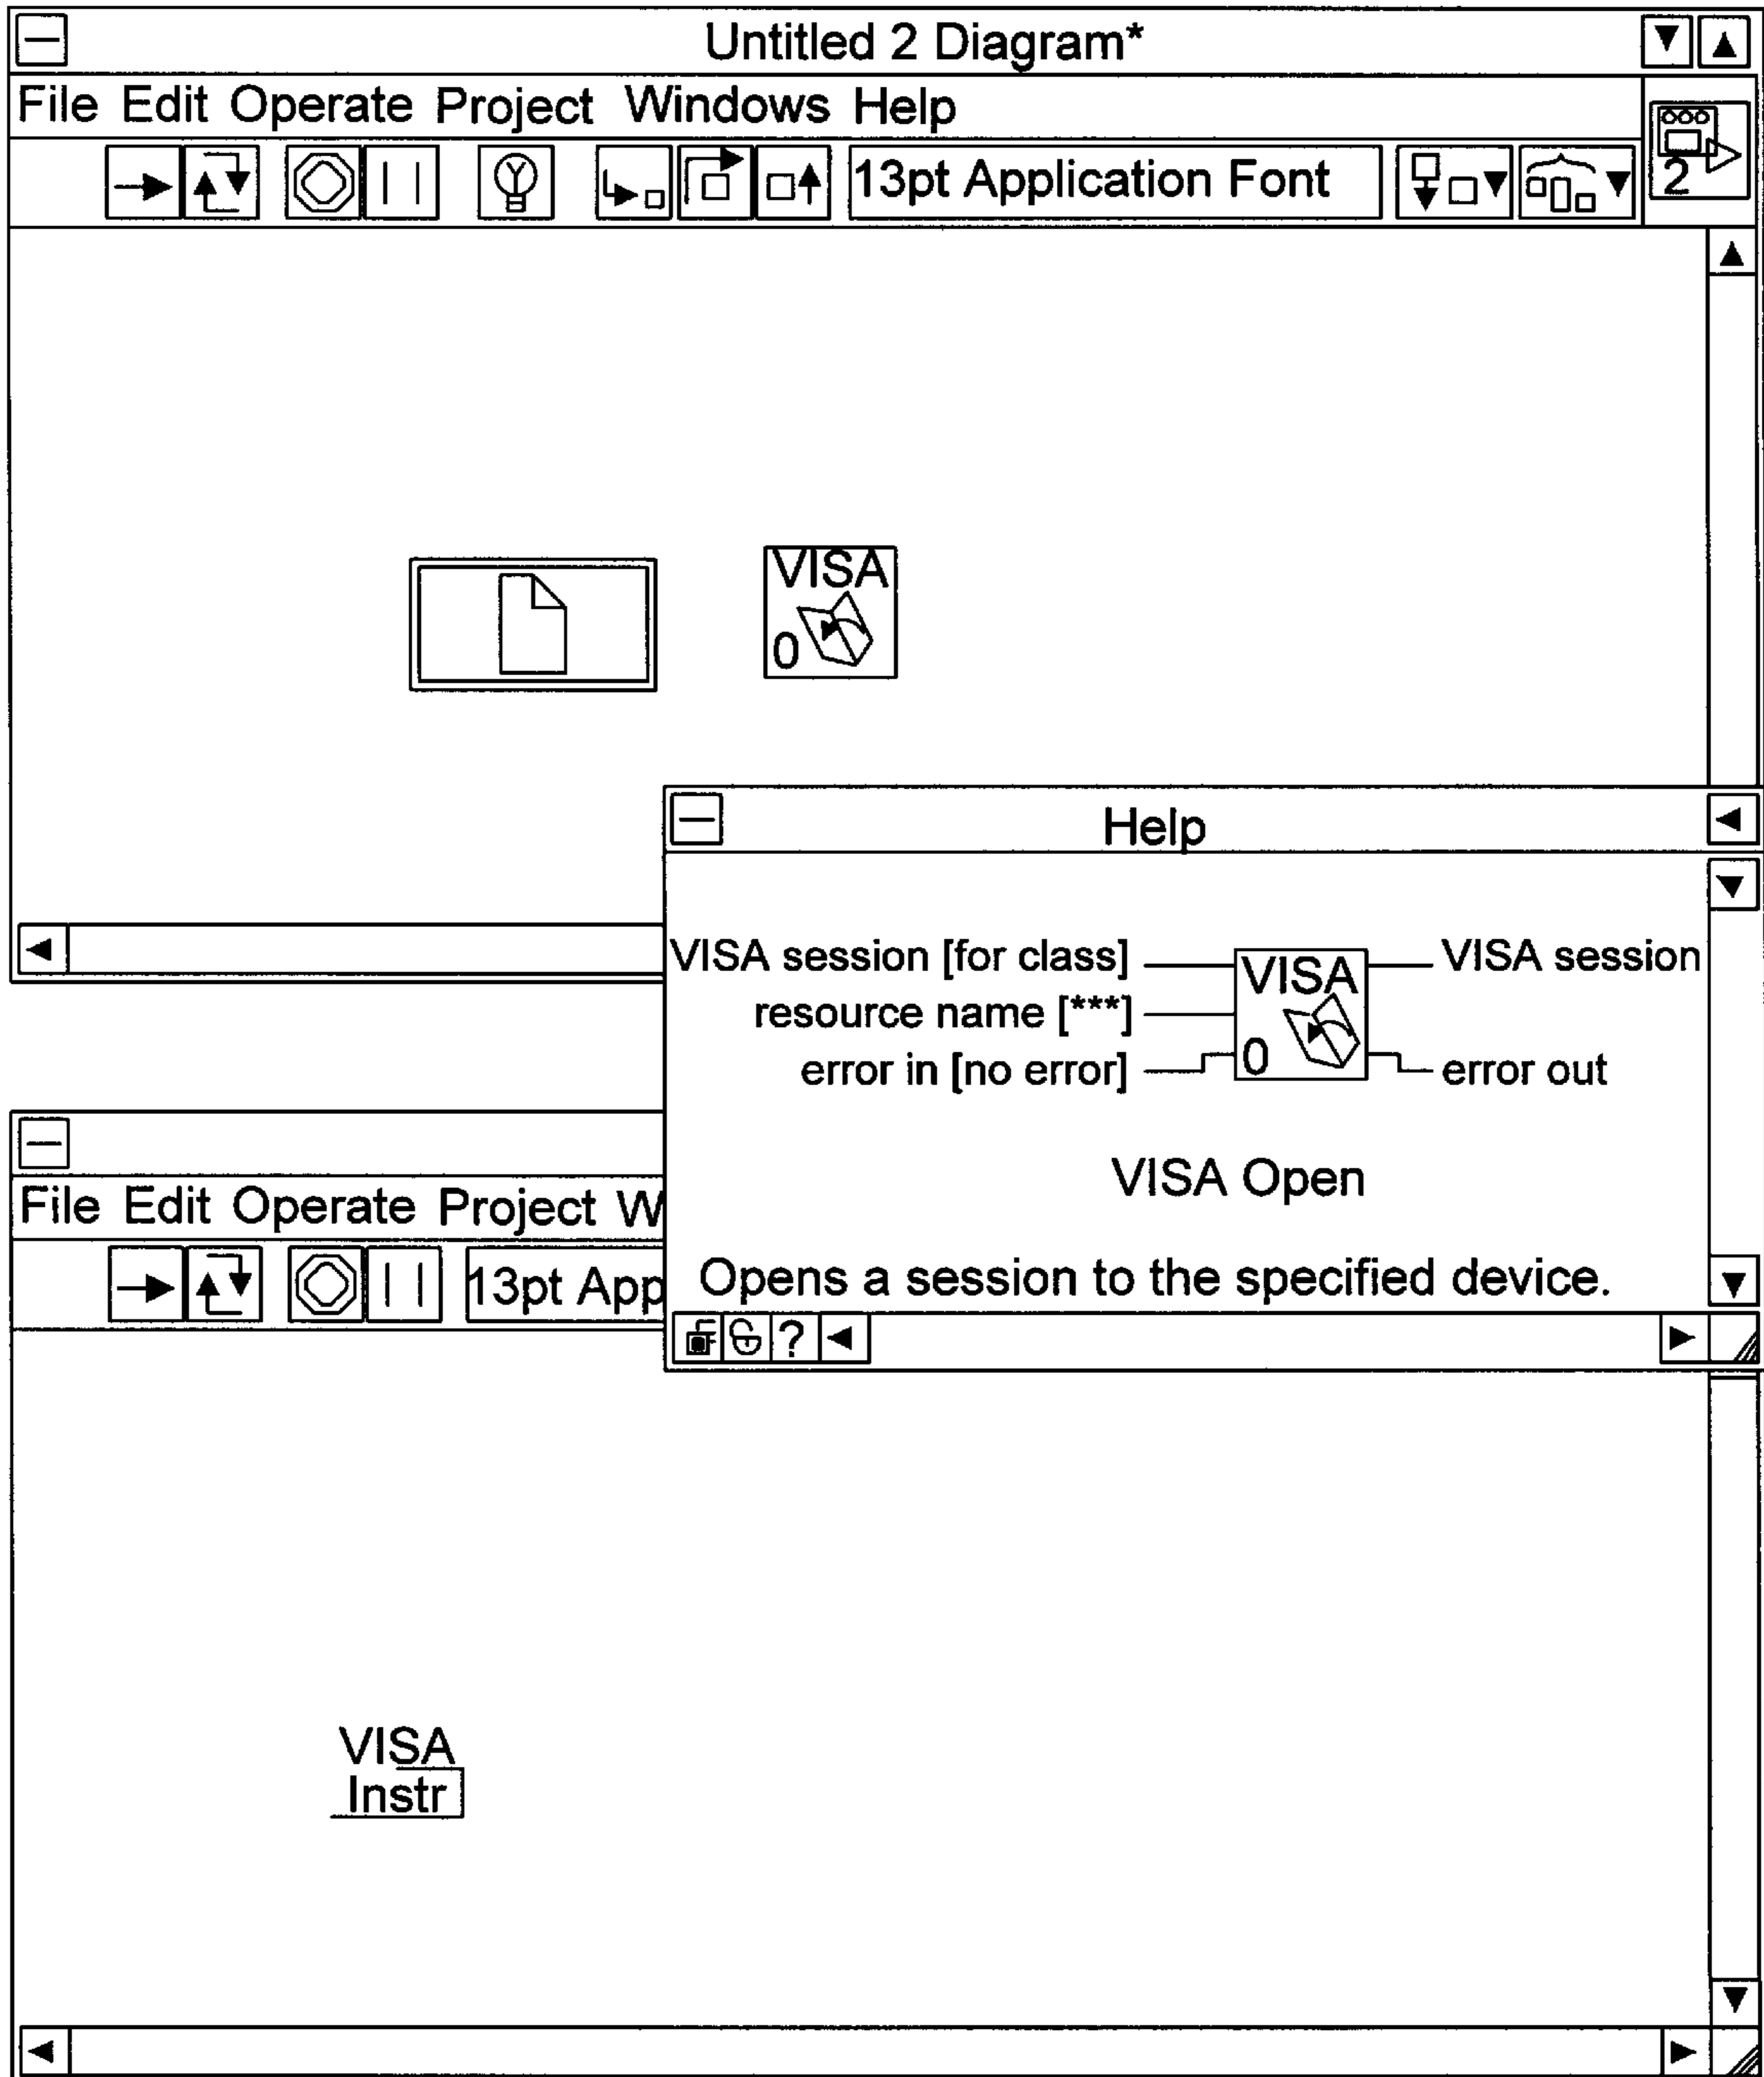 Untitled 2 Diagram*
File Edit Operate Project Windows Help
13pt Application Font
2
VISA
0
Help
VISA session [for class]
VISA
VISA session
resource name [***]
error in [no error]
0
error out
VISA Open
Opens a session to the specified device.
?
File Edit Operate Project W
13pt App
VISA
Instr